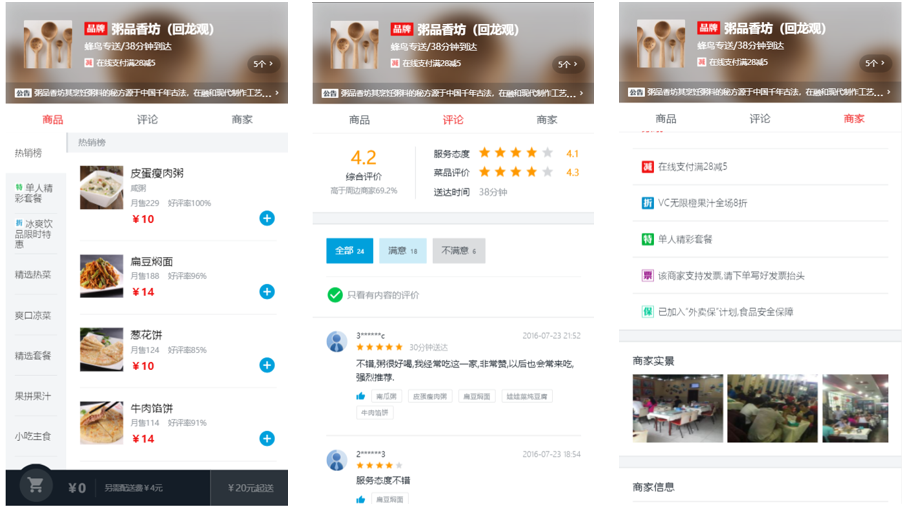 品牌 粥品香坊（回龙观）
蜂鸟专送/38分钟到达
减 在线支付满28减5
5个 >
公告 粥品香坊其烹饪粥料的秘方源于中国千年古法，在融和现代制作工艺... >
商品 评论 商家
热销榜
特 单人精彩套餐
折 冰爽饮品限时特惠
精选热菜
爽口凉菜
精选套餐
果拼果汁
小吃主食
热销榜
皮蛋瘦肉粥
咸粥
月售229 好评率100%
￥10
扁豆焖面
月售188 好评率96%
￥14
葱花饼
月售124 好评率85%
￥10
牛肉馅饼
月售114 好评率91%
￥14
¥0 另需配送费￥4元 ￥20元起送
品牌 粥品香坊（回龙观）
蜂鸟专送/38分钟到达
减 在线支付满28减5
5个 >
公告 粥品香坊其烹饪粥料的秘方源于中国千年古法，在融和现代制作工艺... >
商品 评论 商家
4.2
综合评价
高于周边商家69.2%
服务态度 4.1
菜品评价 4.3
送达时间 38分钟
全部 24 满意 18 不满意 6
只看有内容的评价
3******c 2016-07-23 21:52
30分钟送达
不错,粥很好喝,我经常吃这一家,非常赞,以后也会常来吃,
强烈推荐.
南瓜粥 皮蛋瘦肉粥 扁豆焖面 娃娃菜炖豆腐
牛肉馅饼
2******3 2016-07-23 18:54
服务态度不错
扁豆焖面
品牌 粥品香坊（回龙观）
蜂鸟专送/38分钟到达
减 在线支付满28减5
5个 >
公告 粥品香坊其烹饪粥料的秘方源于中国千年古法，在融和现代制作工艺... >
商品 评论 商家
减 在线支付满28减5
折 VC无限橙果汁全场8折
特 单人精彩套餐
票 该商家支持发票,请下单写好发票抬头
保 已加入"外卖保"计划,食品安全保障
商家实景
商家信息